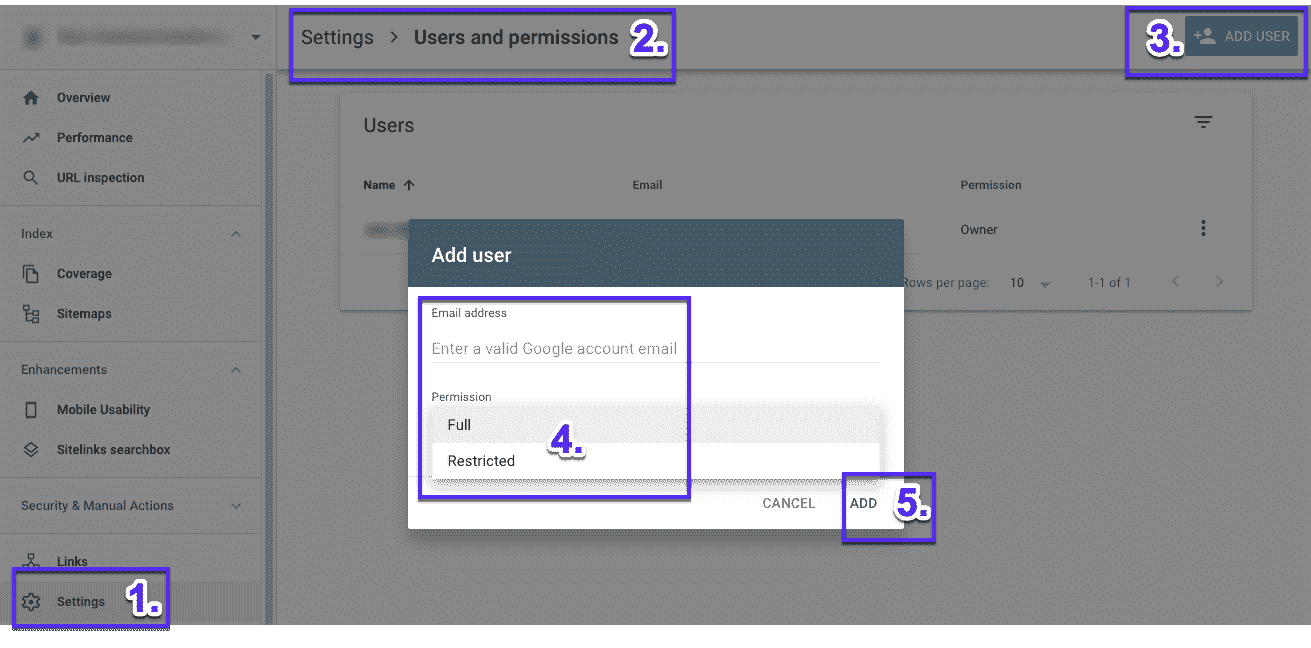 Settings > Users and permissions 2.
3. ADD USER
Overview
Performance
URL inspection
Index
Coverage
Sitemaps
Enhancements
Mobile Usability
Sitelinks searchbox
Security & Manual Actions
Links
Settings 1.
Users
Name Email Permission
Owner
Rows per page: 10 1-1 of 1
Add user
Email address
Enter a valid Google account email
Permission
Full
4.
Restricted
CANCEL ADD 5.